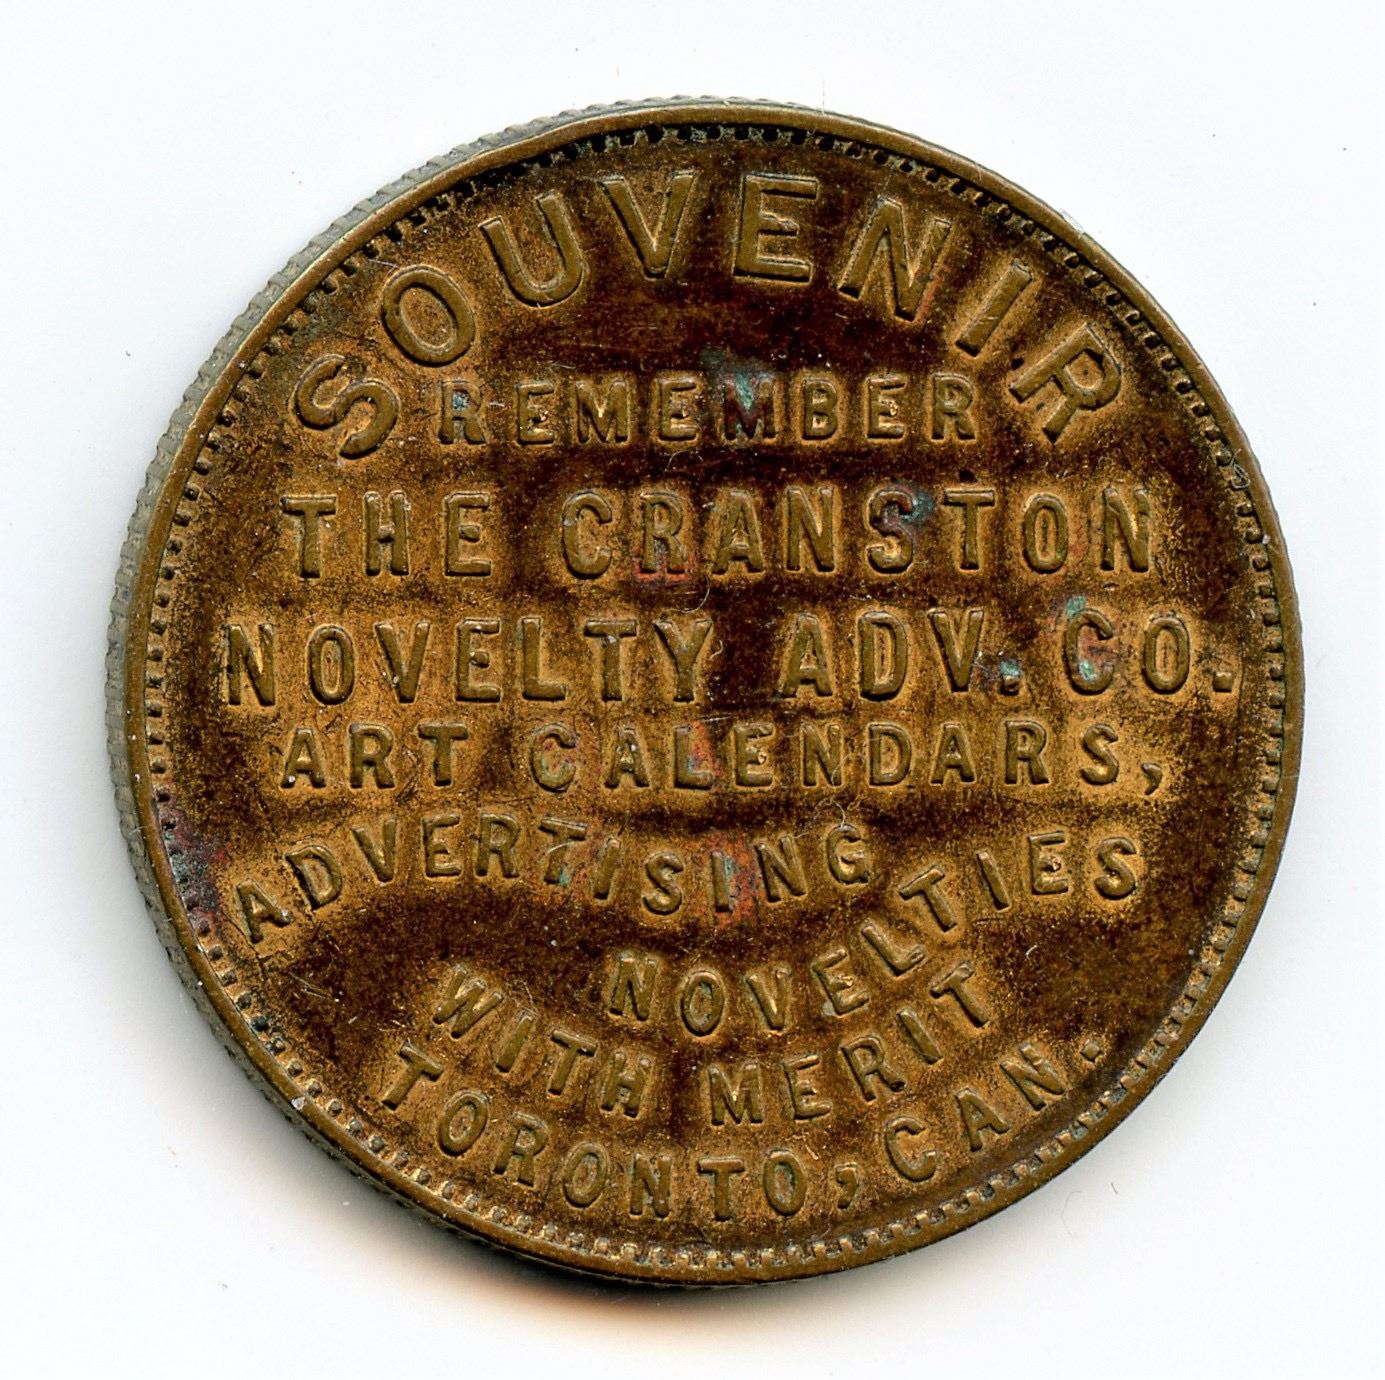 SOUVENIR
REMEMBER
THE CRANSTON
NOVELTY ADV. CO.
ART CALENDARS,
ADVERTISING
NOVELTIES
WITH MERIT
TORONTO, CAN.